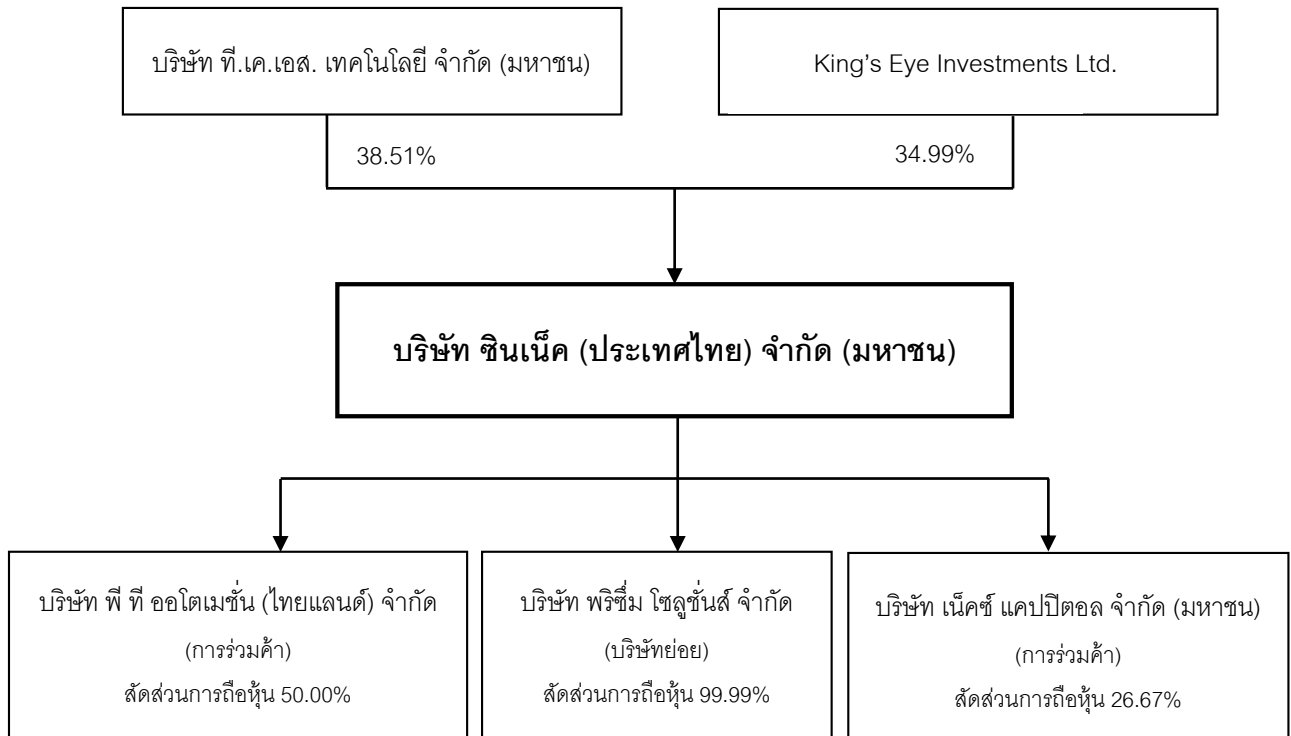 บริษัท ที.เค.เอส. เทคโนโลยี จำกัด (มหาชน)
King's Eye Investments Ltd.
38.51%
34.99%
บริษัท ซินเน็ค (ประเทศไทย) จำกัด (มหาชน)
บริษัท พี ที ออโตเมชั่น (ไทยแลนด์) จำกัด
(การร่วมค้า)
สัดส่วนการถือหุ้น 50.00%
บริษัท พริซึ่ม โซลูชั่นส์ จำกัด
(บริษัทย่อย)
สัดส่วนการถือหุ้น 99.99%
บริษัท เน็คซ์ แคปปิตอล จำกัด (มหาชน)
(การร่วมค้า)
สัดส่วนการถือหุ้น 26.67%